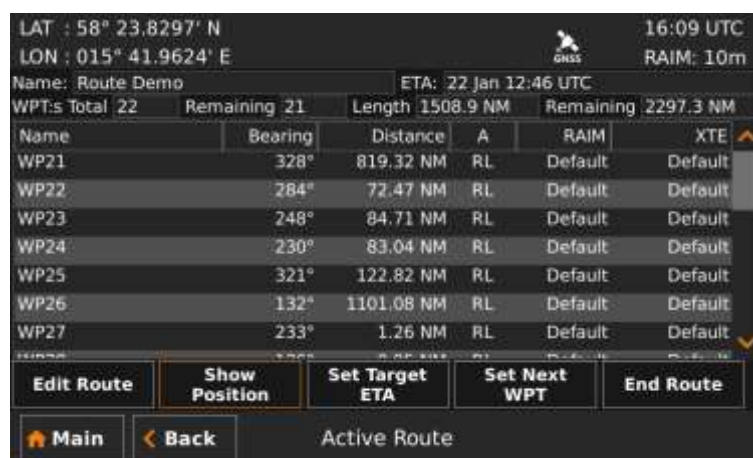 LAT : 58° 23.8297' N 16:09 UTC
LON : 015° 41.9624' E GNSS RAIM: 10m
Name: Route Demo ETA: 22 Jan 12:46 UTC
WPT:s Total 22 Remaining 21 Length 1508.9 NM Remaining 2297.3 NM
Name Bearing Distance A RAIM XTE
WP21 328° 819.32 NM RL Default Default
WP22 284° 72.47 NM RL Default Default
WP23 248° 84.71 NM RL Default Default
WP24 230° 83.04 NM RL Default Default
WP25 321° 122.82 NM RL Default Default
WP26 132° 1101.08 NM RL Default Default
WP27 233° 1.26 NM RL Default Default
Edit Route Show Position Set Target ETA Set Next WPT End Route
Main Back Active Route